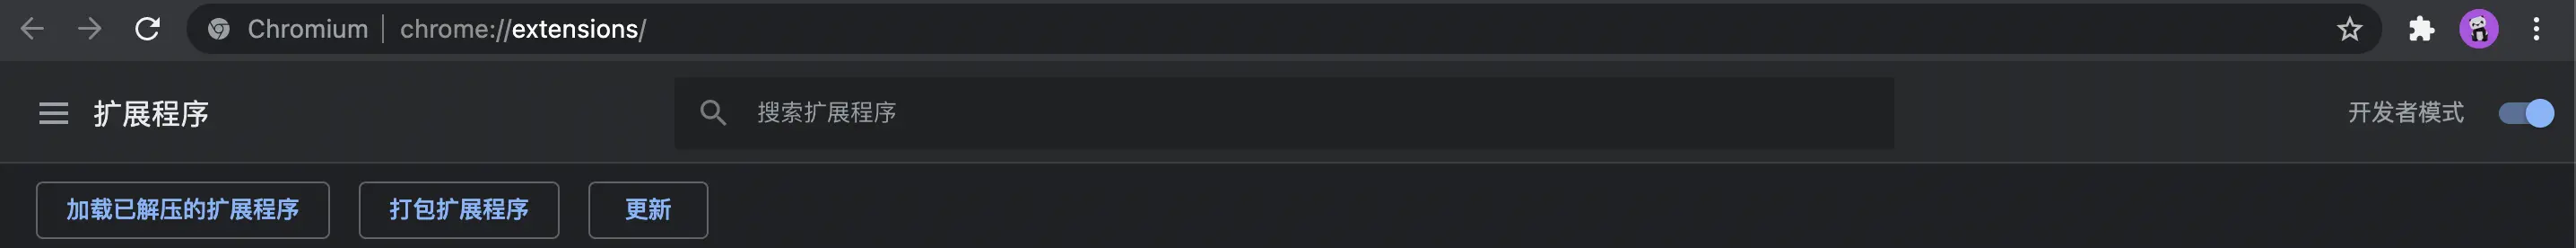 Chromium | chrome://extensions/
扩展程序 搜索扩展程序 开发者模式
加载已解压的扩展程序 打包扩展程序 更新